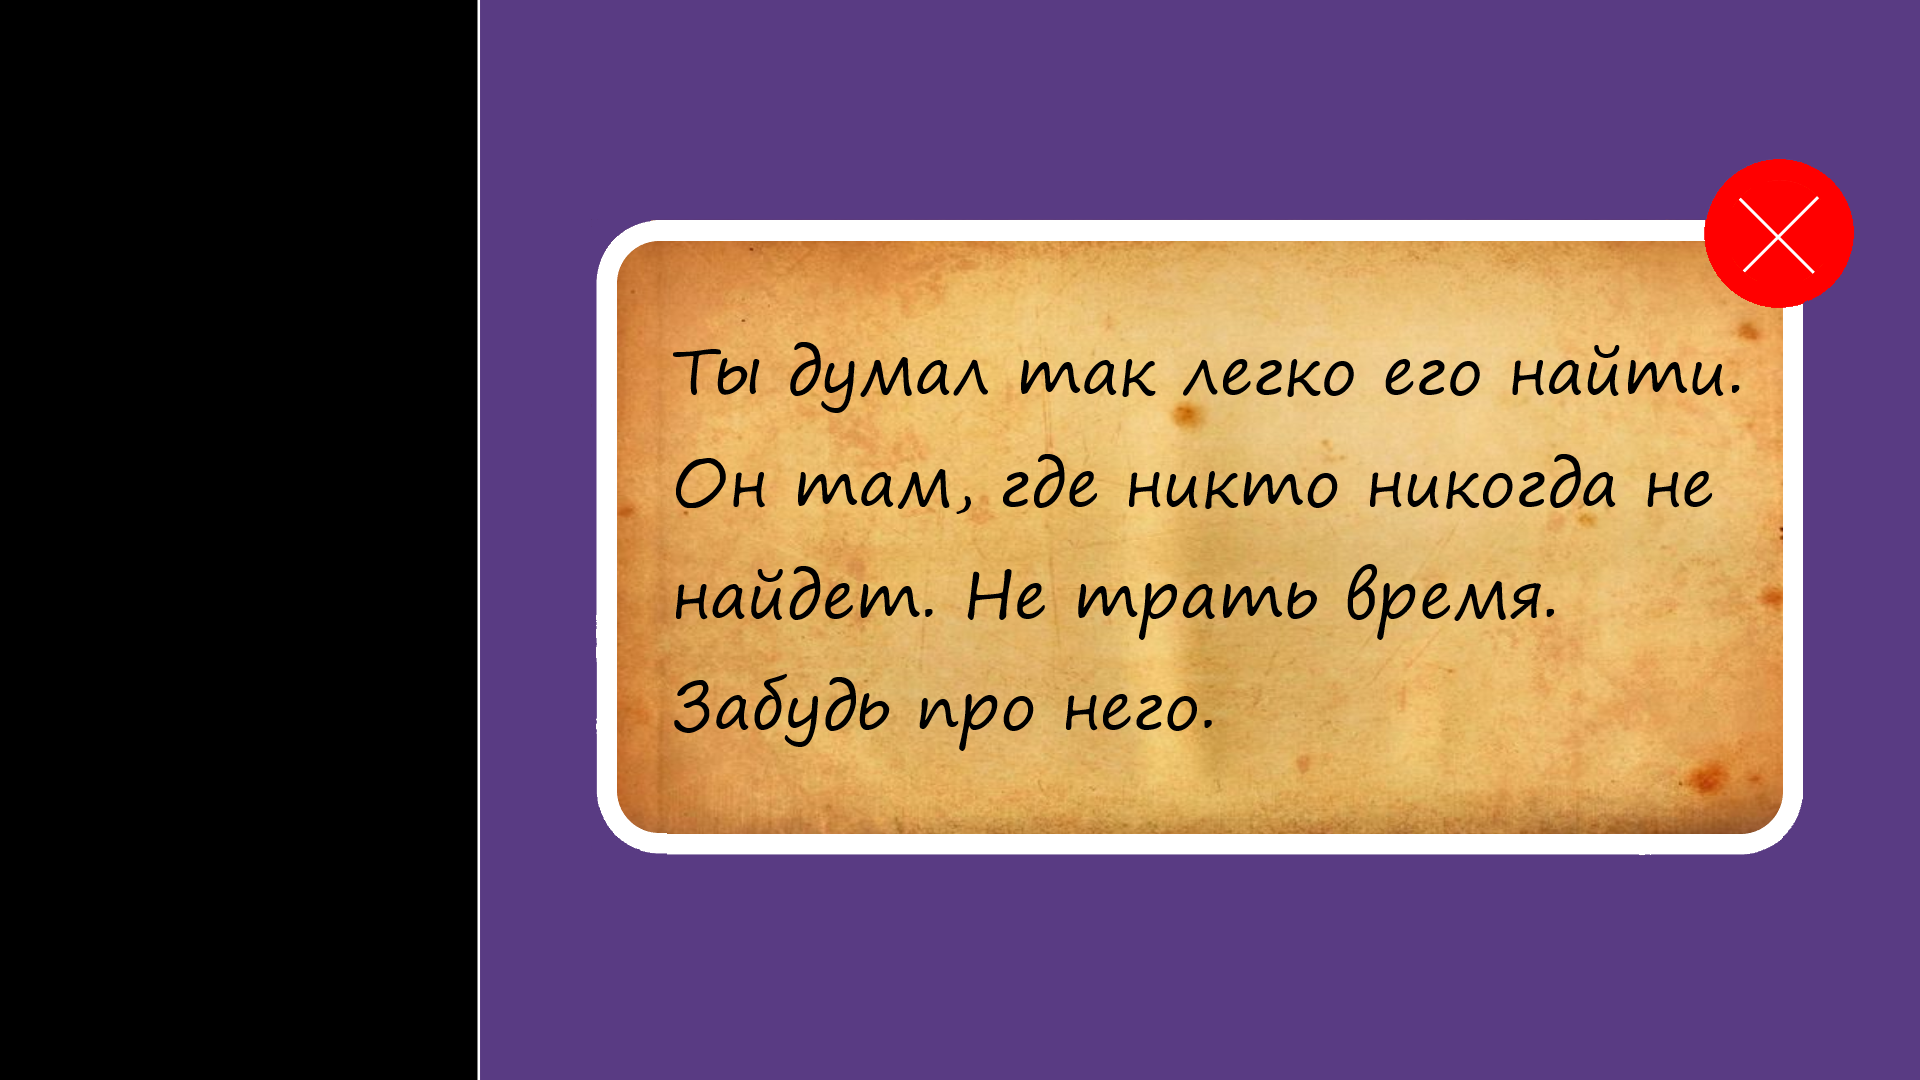 Ты думал так легко его найти.
Он там, где никто никогда не
найдет. Не трать время.
Забудь про него.